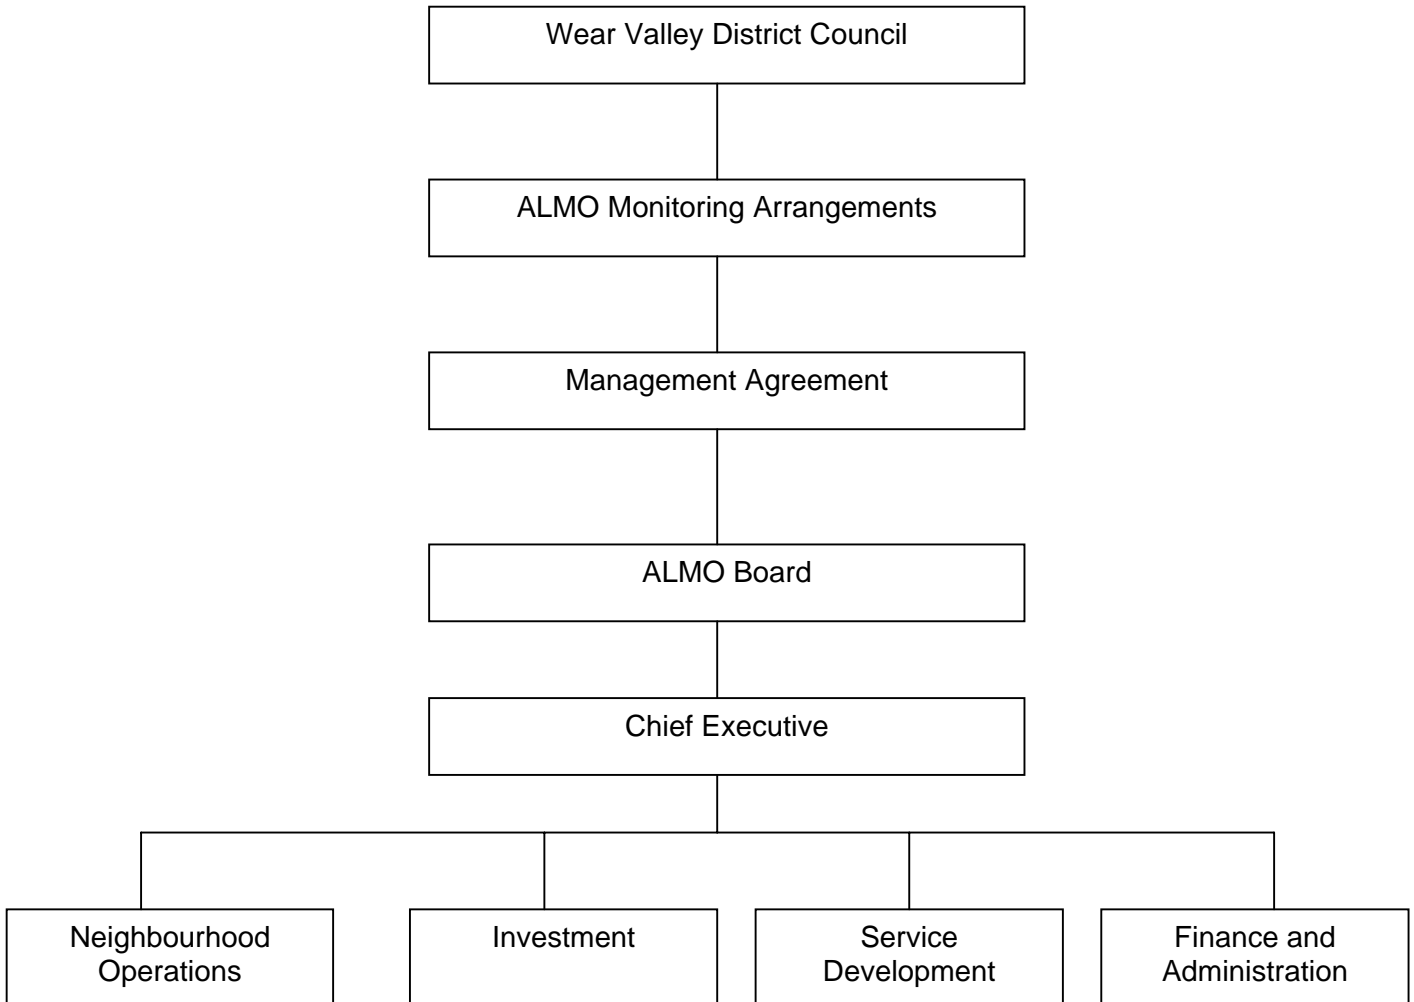 Wear Valley District Council
ALMO Monitoring Arrangements
Management Agreement
ALMO Board
Chief Executive
Neighbourhood
Operations
Investment
Service
Development
Finance and
Administration